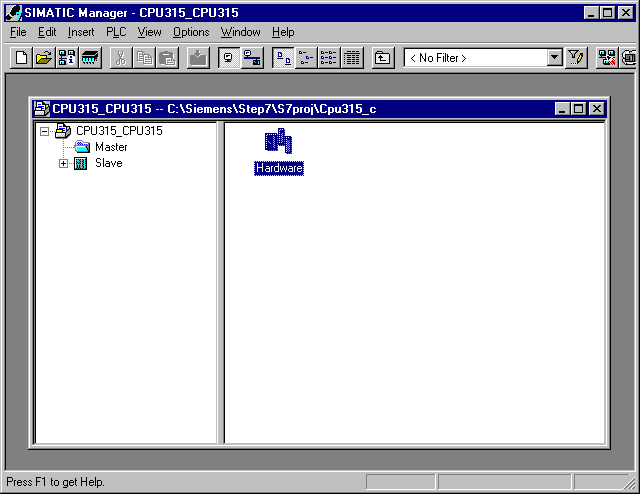 SIMATIC Manager - CPU315_CPU315
File Edit Insert PLC View Options Window Help
< No Filter >
CPU315_CPU315 -- C:\Siemens\Step7\S7proj\Cpu315_c
CPU315_CPU315
Master
Slave
Hardware
Press F1 to get Help.